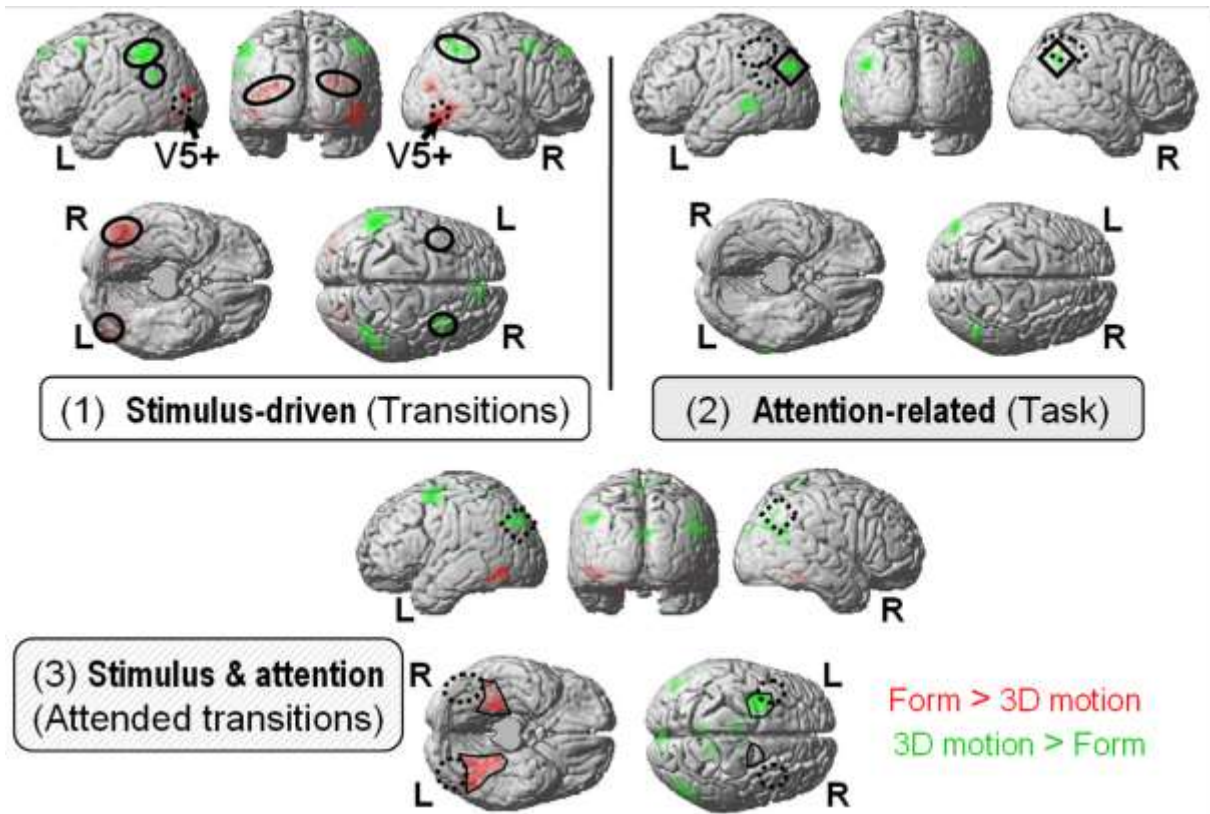 V5+
V5+
L
R
R
L
L
R
(1) Stimulus-driven (Transitions)
L
R
R
L
L
R
(2) Attention-related (Task)
L
R
(3) Stimulus & attention
(Attended transitions)
R
L
L
R
Form > 3D motion
3D motion > Form